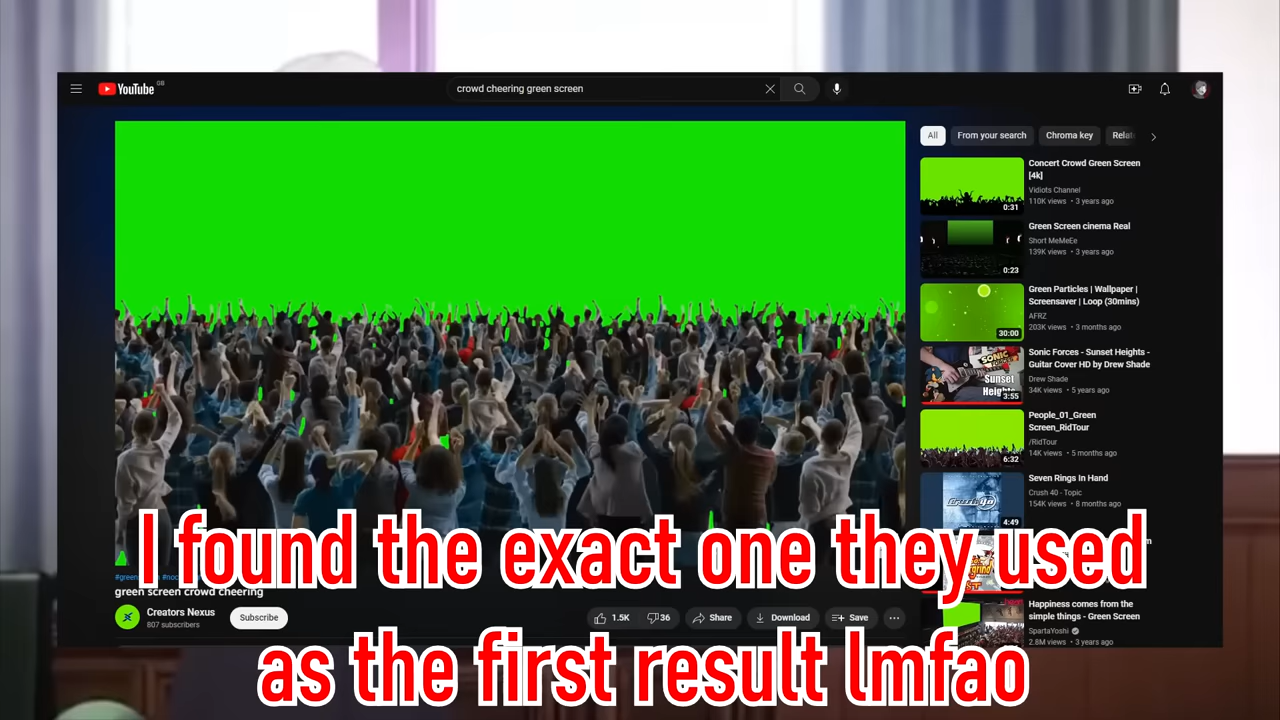 YouTube GB
crowd cheering green screen
All
From your search
Chroma key
Concert Crowd Green Screen
[4k]
Vidiots Channel
110K views • 3 years ago
0:31
Green Screen cinema Real
Short MeMeEe
139K views • 3 years ago
0:23
Green Particles | Wallpaper |
Screensaver | Loop (30mins)
AFRZ
203K views • 3 months ago
30:00
Sonic Forces - Sunset Heights -
Guitar Cover HD by Drew Shade
Drew Shade
34K views • 5 years ago
SONIC
FORCES
Sunset
Heights
3:55
People_01_Green
Screen_RidTour
/RidTour
14K views • 5 months ago
6:32
Seven Rings In Hand
Crush 40 - Topic
154K views • 8 months ago
Crush 40
4:49
I found the exact one they used
as the first result lmfao
green screen crowd cheering
Creators Nexus
807 subscribers
Subscribe
1.5K
36
Share
Download
Save
Happiness comes from the
simple things - Green Screen
SpartaYoshi
2.8M views • 3 years ago